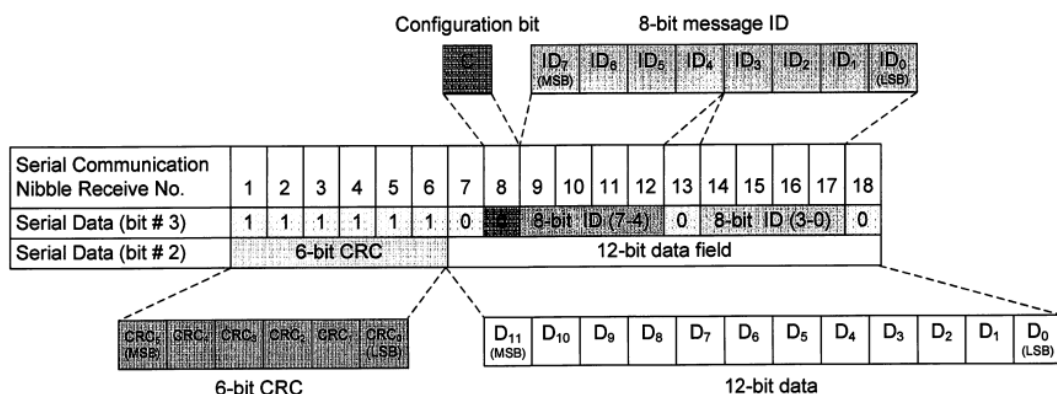 Configuration bit
8-bit message ID
C
ID7 ID6 ID5 ID4 ID3 ID2 ID1 ID0
(MSB) (LSB)
Serial Communication
Nibble Receive No. 1 2 3 4 5 6 7 8 9 10 11 12 13 14 15 16 17 18
Serial Data (bit # 3) 1 1 1 1 1 1 0 8-bit ID (7-4) 0 8-bit ID (3-0) 0
Serial Data (bit # 2) 6-bit CRC 12-bit data field
CRC5 CRC4 CRC3 CRC2 CRC1 CRC0
(MSB) (LSB)
D11 D10 D9 D8 D7 D6 D5 D4 D3 D2 D1 D0
(MSB) (LSB)
6-bit CRC
12-bit data